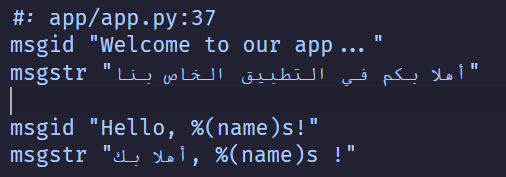 #: app/app.py:37
msgid "Welcome to our app..."
msgstr "أهلا بكم في التطبيق الخاص بنا"
msgid "Hello, %(name)s!"
msgstr "أهلا بك, %(name)s !"